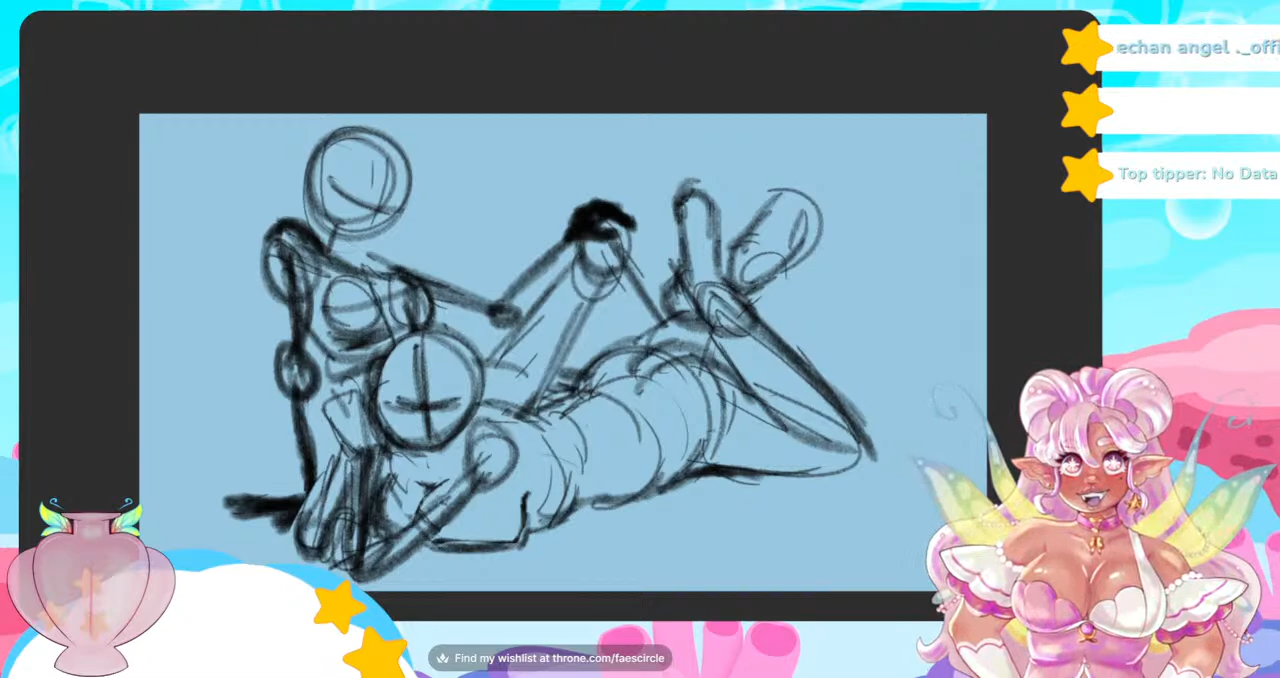 echan angel ._offi
Top tipper: No Data
Find my wishlist at throne.com/faescircle